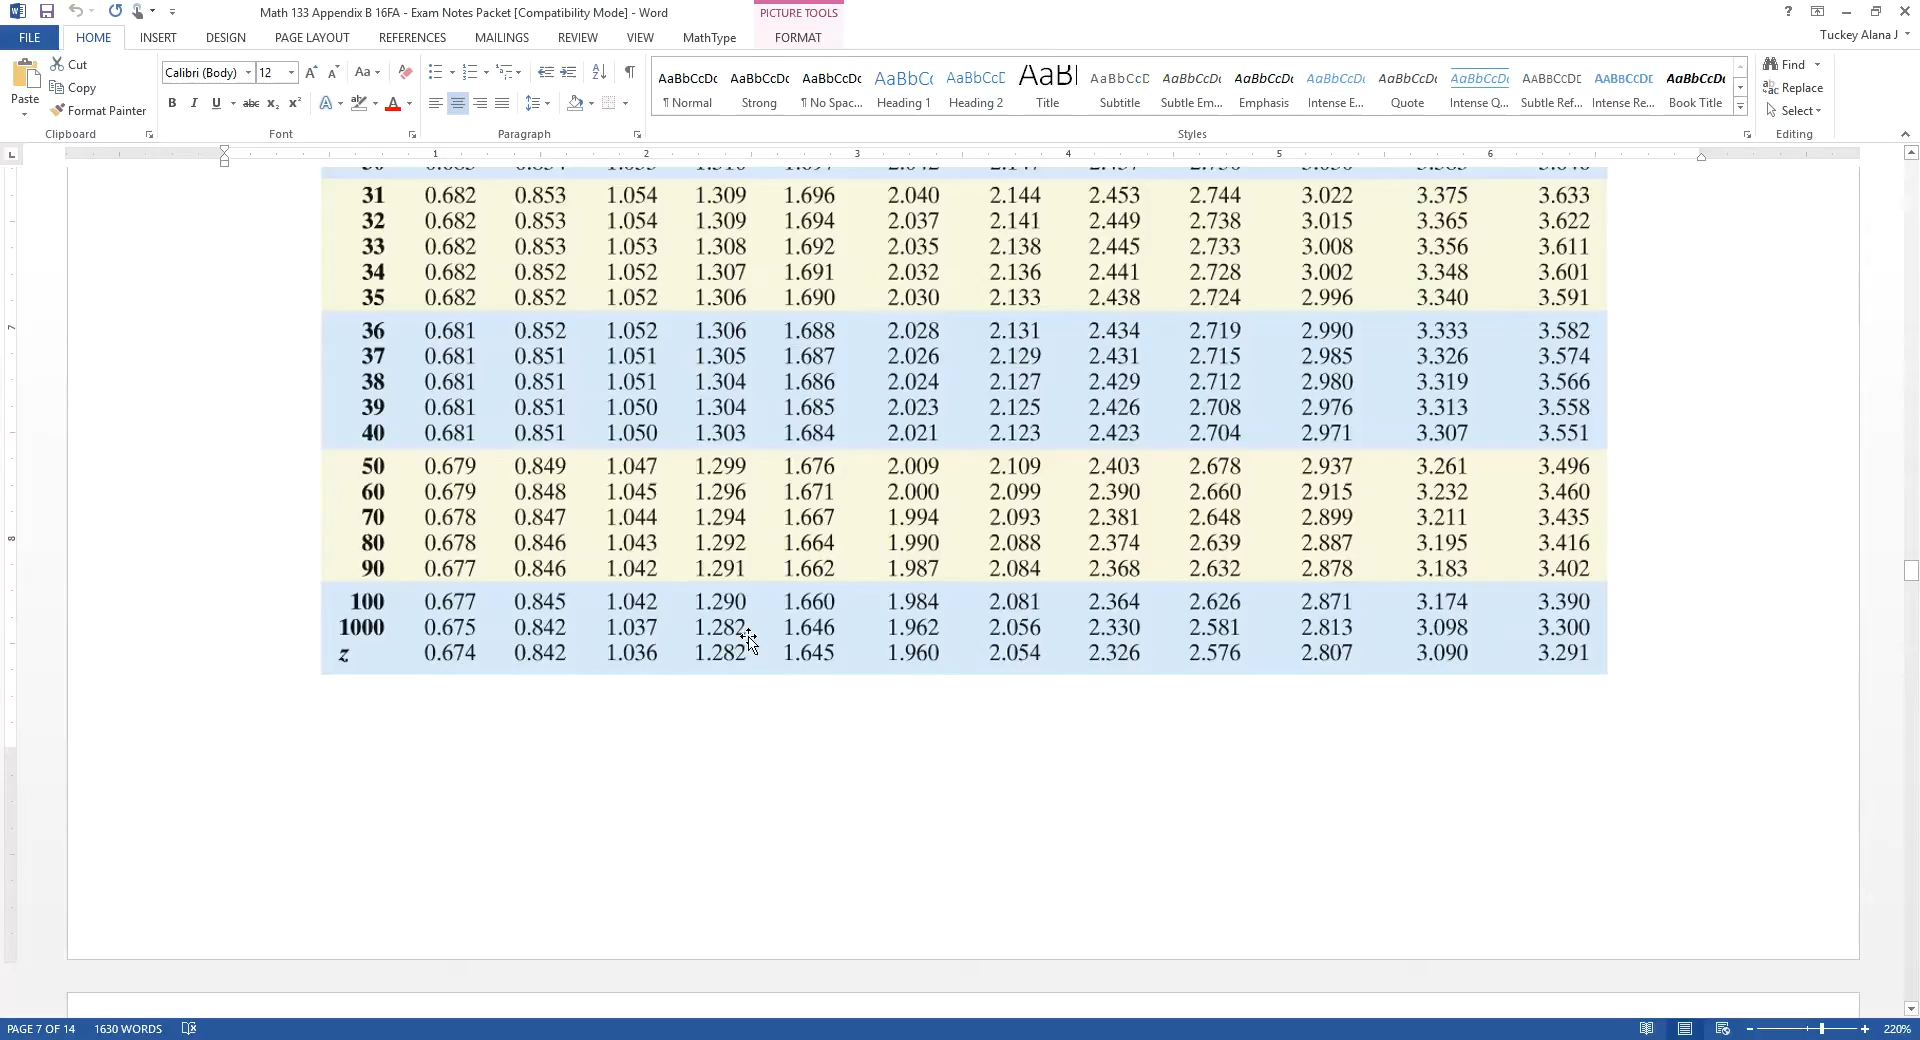 Math 133 Appendix B 16FA - Exam Notes Packet [Compatibility Mode] - Word
PICTURE TOOLS
?
FILE HOME INSERT DESIGN PAGE LAYOUT REFERENCES MAILINGS REVIEW VIEW MathType FORMAT
Tuckey Alana J
Paste
Cut
Copy
Format Painter
Clipboard
Calibri (Body) 12
Font
Paragraph
AaBbCcDc AaBbCcDc AaBbCcDc AaBbCc AaBbCcE AaBl AaBbCcD AaBbCcDc AaBbCcDc AaBbCcDc AaBbCcDc AaBbCcDc AABBCCDE AABBCCDE AaBbCcDc
¶ Normal Strong ¶ No Spac... Heading 1 Heading 2 Title Subtitle Subtle Em... Emphasis Intense E... Quote Intense Q... Subtle Ref... Intense Re... Book Title
Styles
Find
Replace
Select
Editing
1 2 3 4 5 6
7
8
31 0.682 0.853 1.054 1.309 1.696 2.040 2.144 2.453 2.744 3.022 3.375 3.633
32 0.682 0.853 1.054 1.309 1.694 2.037 2.141 2.449 2.738 3.015 3.365 3.622
33 0.682 0.853 1.053 1.308 1.692 2.035 2.138 2.445 2.733 3.008 3.356 3.611
34 0.682 0.852 1.052 1.307 1.691 2.032 2.136 2.441 2.728 3.002 3.348 3.601
35 0.682 0.852 1.052 1.306 1.690 2.030 2.133 2.438 2.724 2.996 3.340 3.591
36 0.681 0.852 1.052 1.306 1.688 2.028 2.131 2.434 2.719 2.990 3.333 3.582
37 0.681 0.851 1.051 1.305 1.687 2.026 2.129 2.431 2.715 2.985 3.326 3.574
38 0.681 0.851 1.051 1.304 1.686 2.024 2.127 2.429 2.712 2.980 3.319 3.566
39 0.681 0.851 1.050 1.304 1.685 2.023 2.125 2.426 2.708 2.976 3.313 3.558
40 0.681 0.851 1.050 1.303 1.684 2.021 2.123 2.423 2.704 2.971 3.307 3.551
50 0.679 0.849 1.047 1.299 1.676 2.009 2.109 2.403 2.678 2.937 3.261 3.496
60 0.679 0.848 1.045 1.296 1.671 2.000 2.099 2.390 2.660 2.915 3.232 3.460
70 0.678 0.847 1.044 1.294 1.667 1.994 2.093 2.381 2.648 2.899 3.211 3.435
80 0.678 0.846 1.043 1.292 1.664 1.990 2.088 2.374 2.639 2.887 3.195 3.416
90 0.677 0.846 1.042 1.291 1.662 1.987 2.084 2.368 2.632 2.878 3.183 3.402
100 0.677 0.845 1.042 1.290 1.660 1.984 2.081 2.364 2.626 2.871 3.174 3.390
1000 0.675 0.842 1.037 1.282 1.646 1.962 2.056 2.330 2.581 2.813 3.098 3.300
z 0.674 0.842 1.036 1.282 1.645 1.960 2.054 2.326 2.576 2.807 3.090 3.291
PAGE 7 OF 14 1630 WORDS
220%